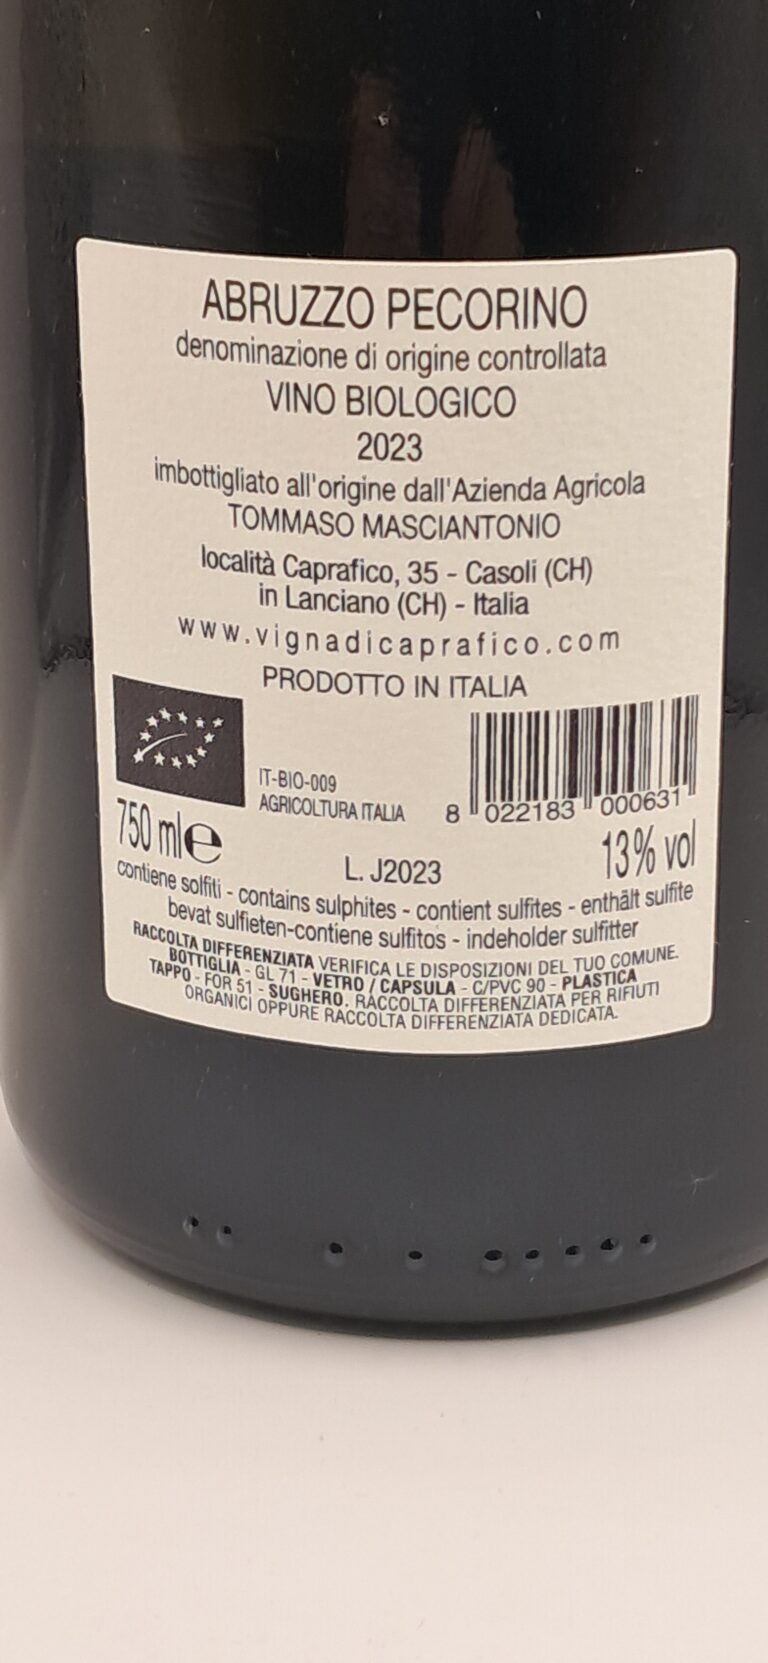 ABRUZZO PECORINO
denominazione di origine controllata
VINO BIOLOGICO
2023
imbottigliato all'origine dall'Azienda Agricola
TOMMASO MASCIANTONIO
località Caprafico, 35 - Casoli (CH)
in Lanciano (CH) - Italia
www.vignadicaprafico.com
PRODOTTO IN ITALIA
IT-BIO-009
AGRICOLTURA ITALIA
8 022183 000631
750 ml e
L. J2023
13% vol
contiene solfiti - contains sulphites - contient sulfites - enthält sulfite
bevat sulfieten-contiene sulfitos - indeholder sulfitter
RACCOLTA DIFFERENZIATA VERIFICA LE DISPOSIZIONI DEL TUO COMUNE.
BOTTIGLIA - GL 71 - VETRO / CAPSULA - C/PVC 90 - PLASTICA
TAPPO - FOR 51 - SUGHERO. RACCOLTA DIFFERENZIATA PER RIFIUTI
ORGANICI OPPURE RACCOLTA DIFFERENZIATA DEDICATA.